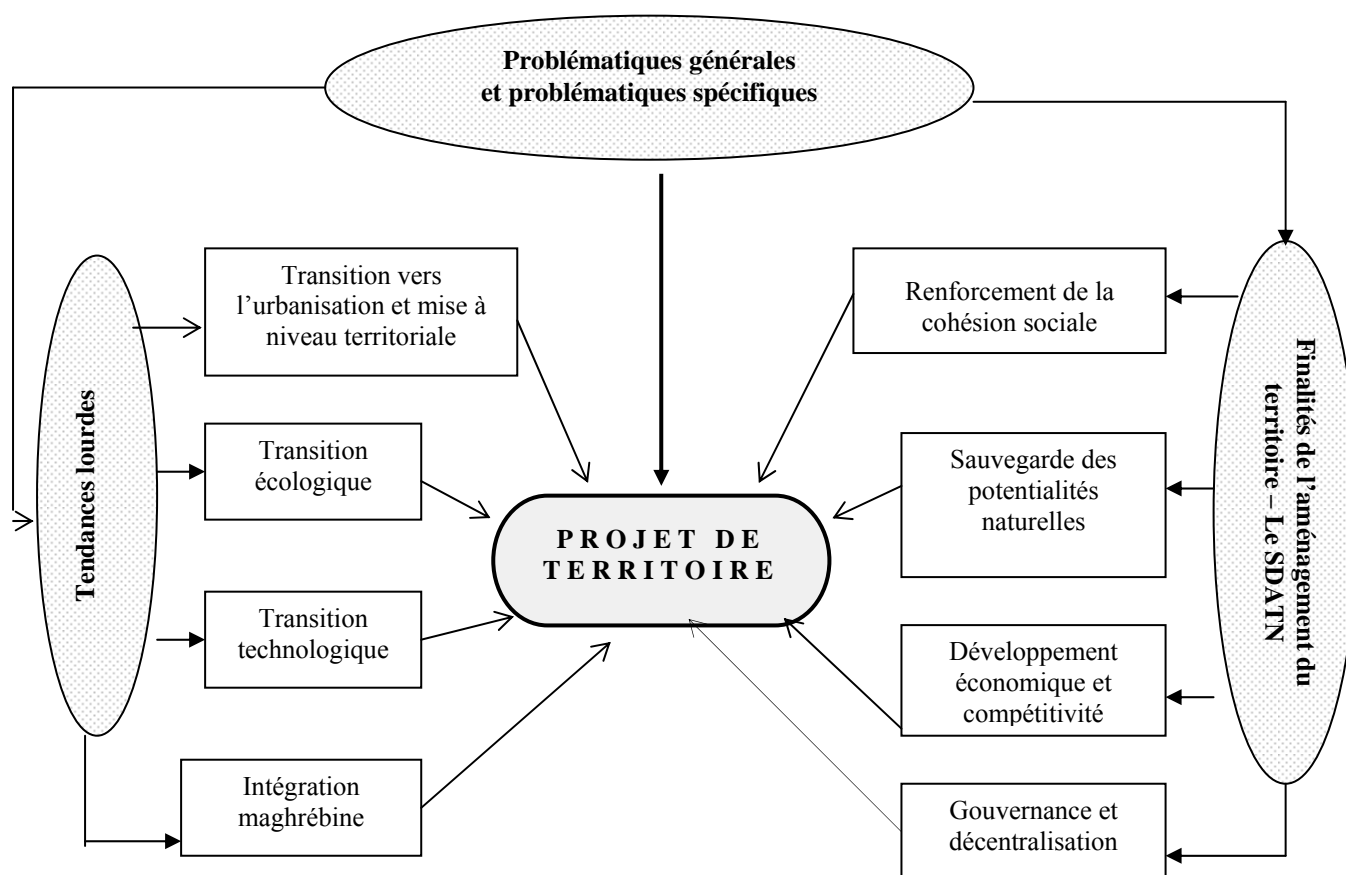 Problématiques générales
et problématiques spécifiques
Transition vers
l’urbanisation et mise à
niveau territoriale
Renforcement de la
cohésion sociale
Tendances lourdes
Finalités de l’aménagement du
territoire – Le SDATN
Transition
écologique
Sauvegarde des
potentialités
naturelles
PROJET DE
TERRITOIRE
Transition
technologique
Développement
économique et
compétitivité
Intégration
maghrébine
Gouvernance et
décentralisation